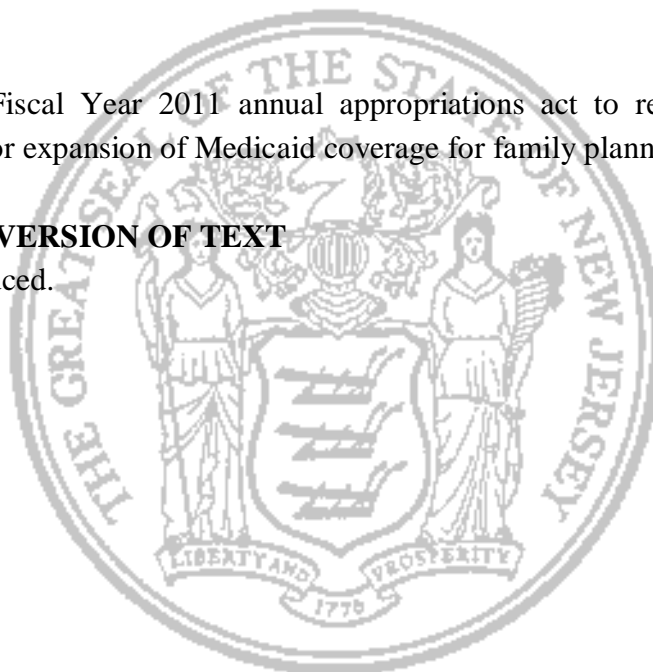 Fiscal Year 2011 annual appropriations act to re
or expansion of Medicaid coverage for family plann
VERSION OF TEXT
uced.
THE GREAT SEAL OF THE STATE OF NEW JERSEY
LIBERTY AND PROSPERITY
1776